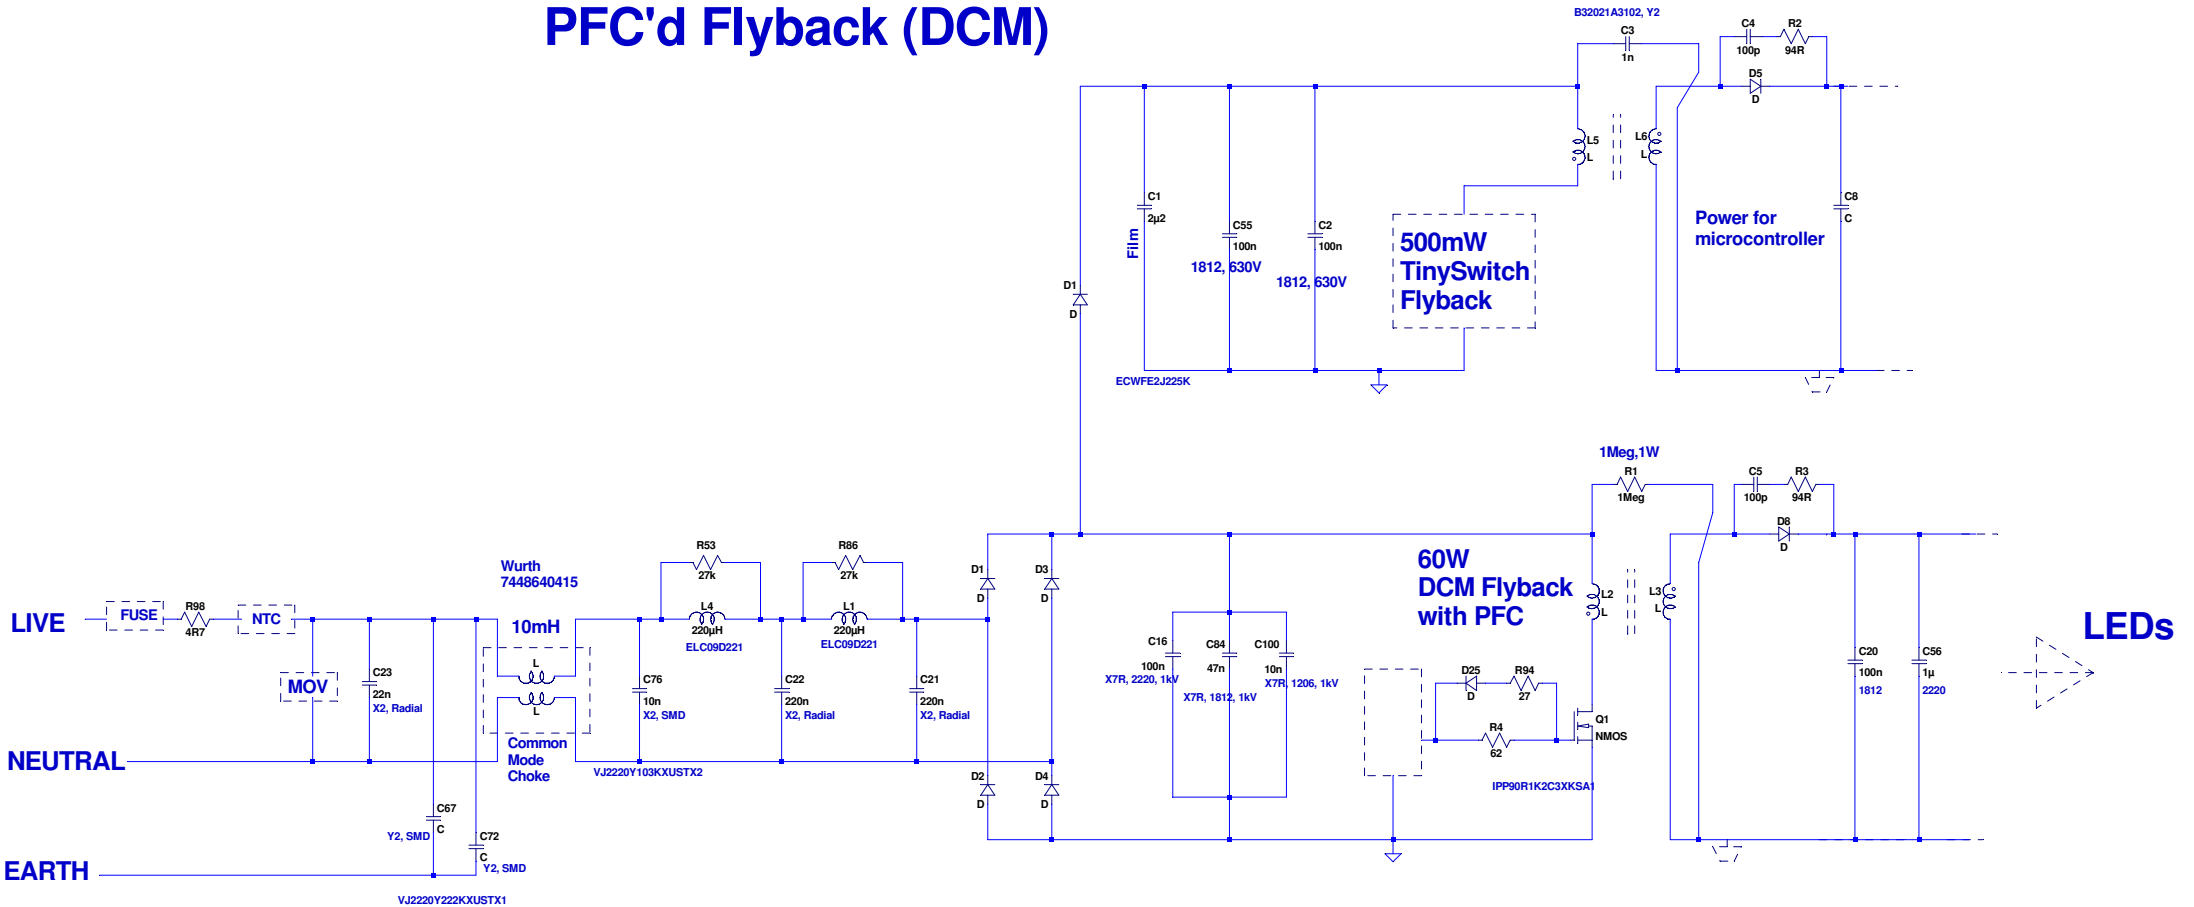 PFC'd Flyback (DCM)
B32021A3102, Y2
C3
1n
C4
100p
R2
94R
D5
D
L5
L
L6
L
C1
2µ2
Film
C55
100n
1812, 630V
C2
100n
1812, 630V
500mW
TinySwitch
Flyback
Power for
microcontroller
C8
C
D1
D
ECWFE2J225K
1Meg,1W
R1
1Meg
C5
100p
R3
94R
D8
D
60W
DCM Flyback
with PFC
L2
L
L3
L
LIVE
FUSE
R98
4R7
NTC
MOV
C23
22n
X2, Radial
Wurth
7448640415
10mH
L
L
Common
Mode
Choke
R53
27k
L4
220µH
ELC09D221
R86
27k
L1
220µH
ELC09D221
C76
10n
X2, SMD
VJ2220Y103KXUSTX2
C22
220n
X2, Radial
C21
220n
X2, Radial
D1
D
D3
D
D2
D
D4
D
C16
100n
X7R, 2220, 1kV
C84
47n
X7R, 1812, 1kV
C100
10n
X7R, 1206, 1kV
D25
D
R94
27
R4
62
Q1
NMOS
IPP90R1K2C3XKSA1
C20
100n
1812
C56
1µ
2220
LEDs
NEUTRAL
C67
C
Y2, SMD
C72
C
Y2, SMD
EARTH
VJ2220Y222KXUSTX1